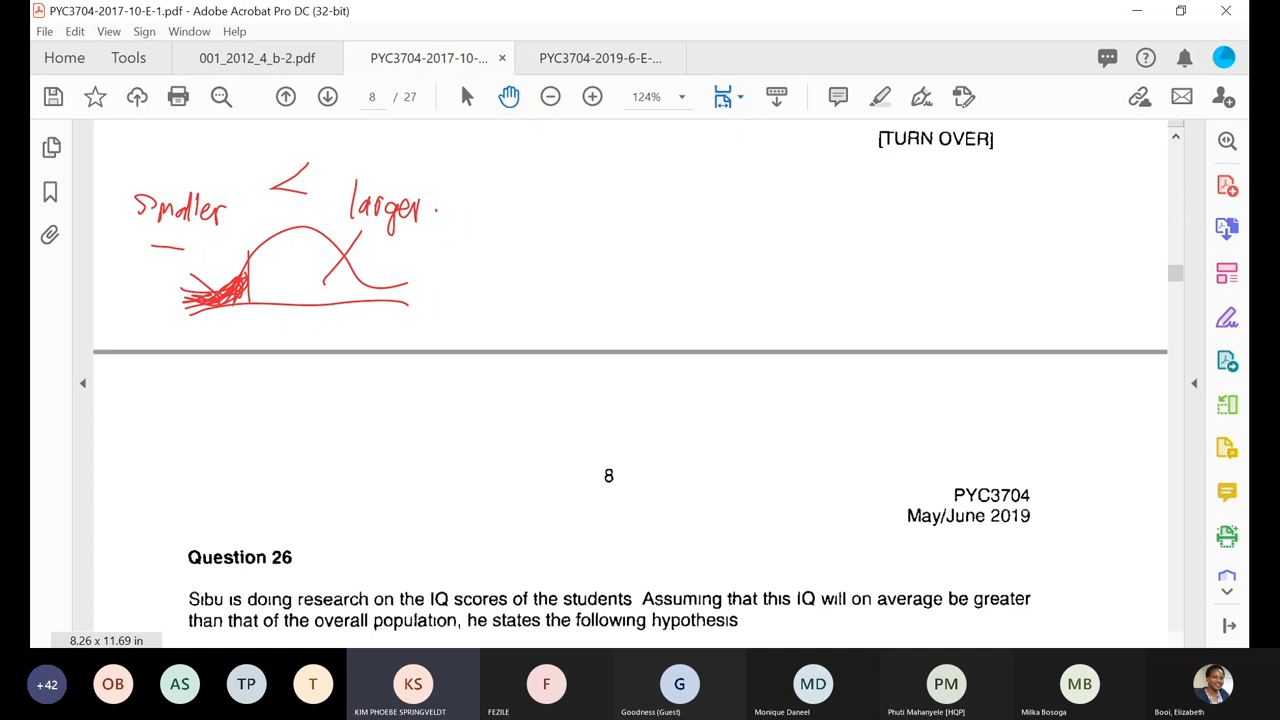 PYC3704-2017-10-E-1.pdf - Adobe Acrobat Pro DC (32-bit)
File Edit View Sign Window Help
Home Tools 001_2012_4_b-2.pdf PYC3704-2017-10-... × PYC3704-2019-6-E-...
8 / 27 124%
[TURN OVER]
smaller < larger.
8
PYC3704
May/June 2019
Question 26
Sibu is doing research on the IQ scores of the students Assuming that this IQ will on average be greater
than that of the overall population, he states the following hypothesis
8.26 x 11.69 in
+42 OB AS TP T KS F G MD PM MB
KIM PHOEBE SPRINGVELDT FEZILE Goodness (Guest) Monique Daneel Phuti Mahanyele [HQP] Milka Bosoga Booi, Elizabeth